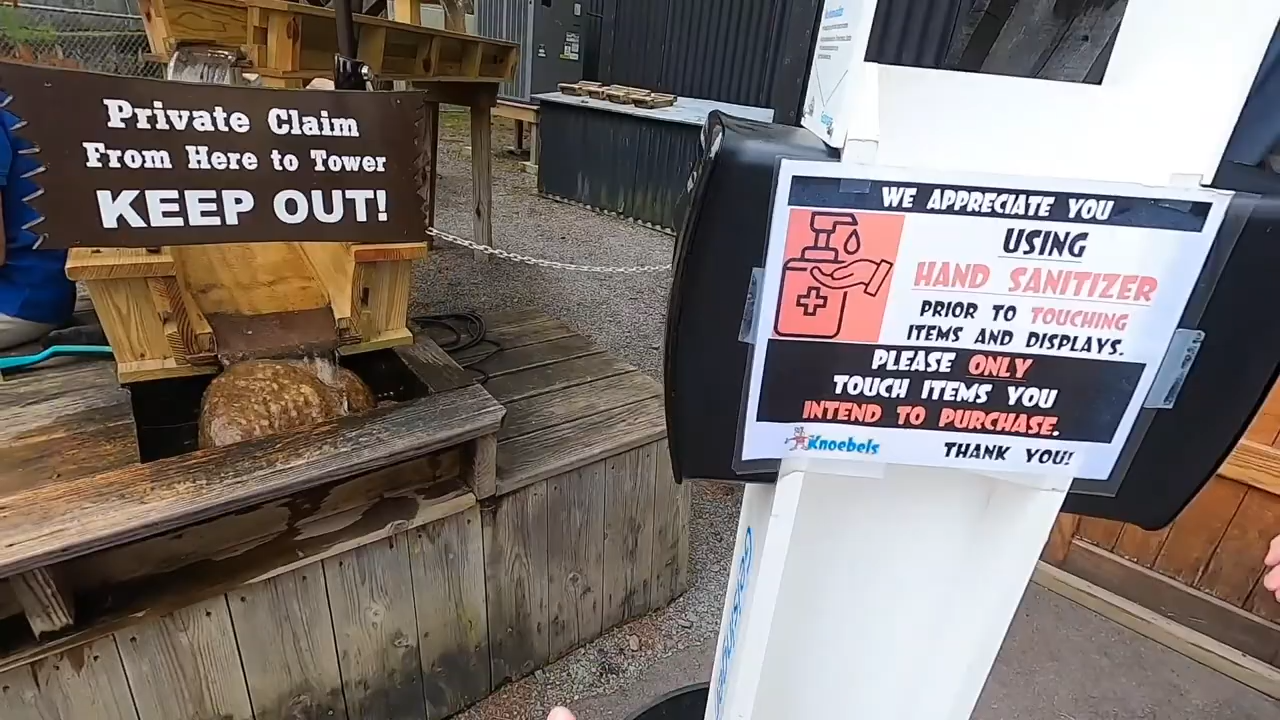 Private Claim
From Here to Tower
KEEP OUT!
WE APPRECIATE YOU
USING
HAND SANITIZER
PRIOR TO TOUCHING
ITEMS AND DISPLAYS.
PLEASE ONLY
TOUCH ITEMS YOU
INTEND TO PURCHASE.
Knoebels
THANK YOU!